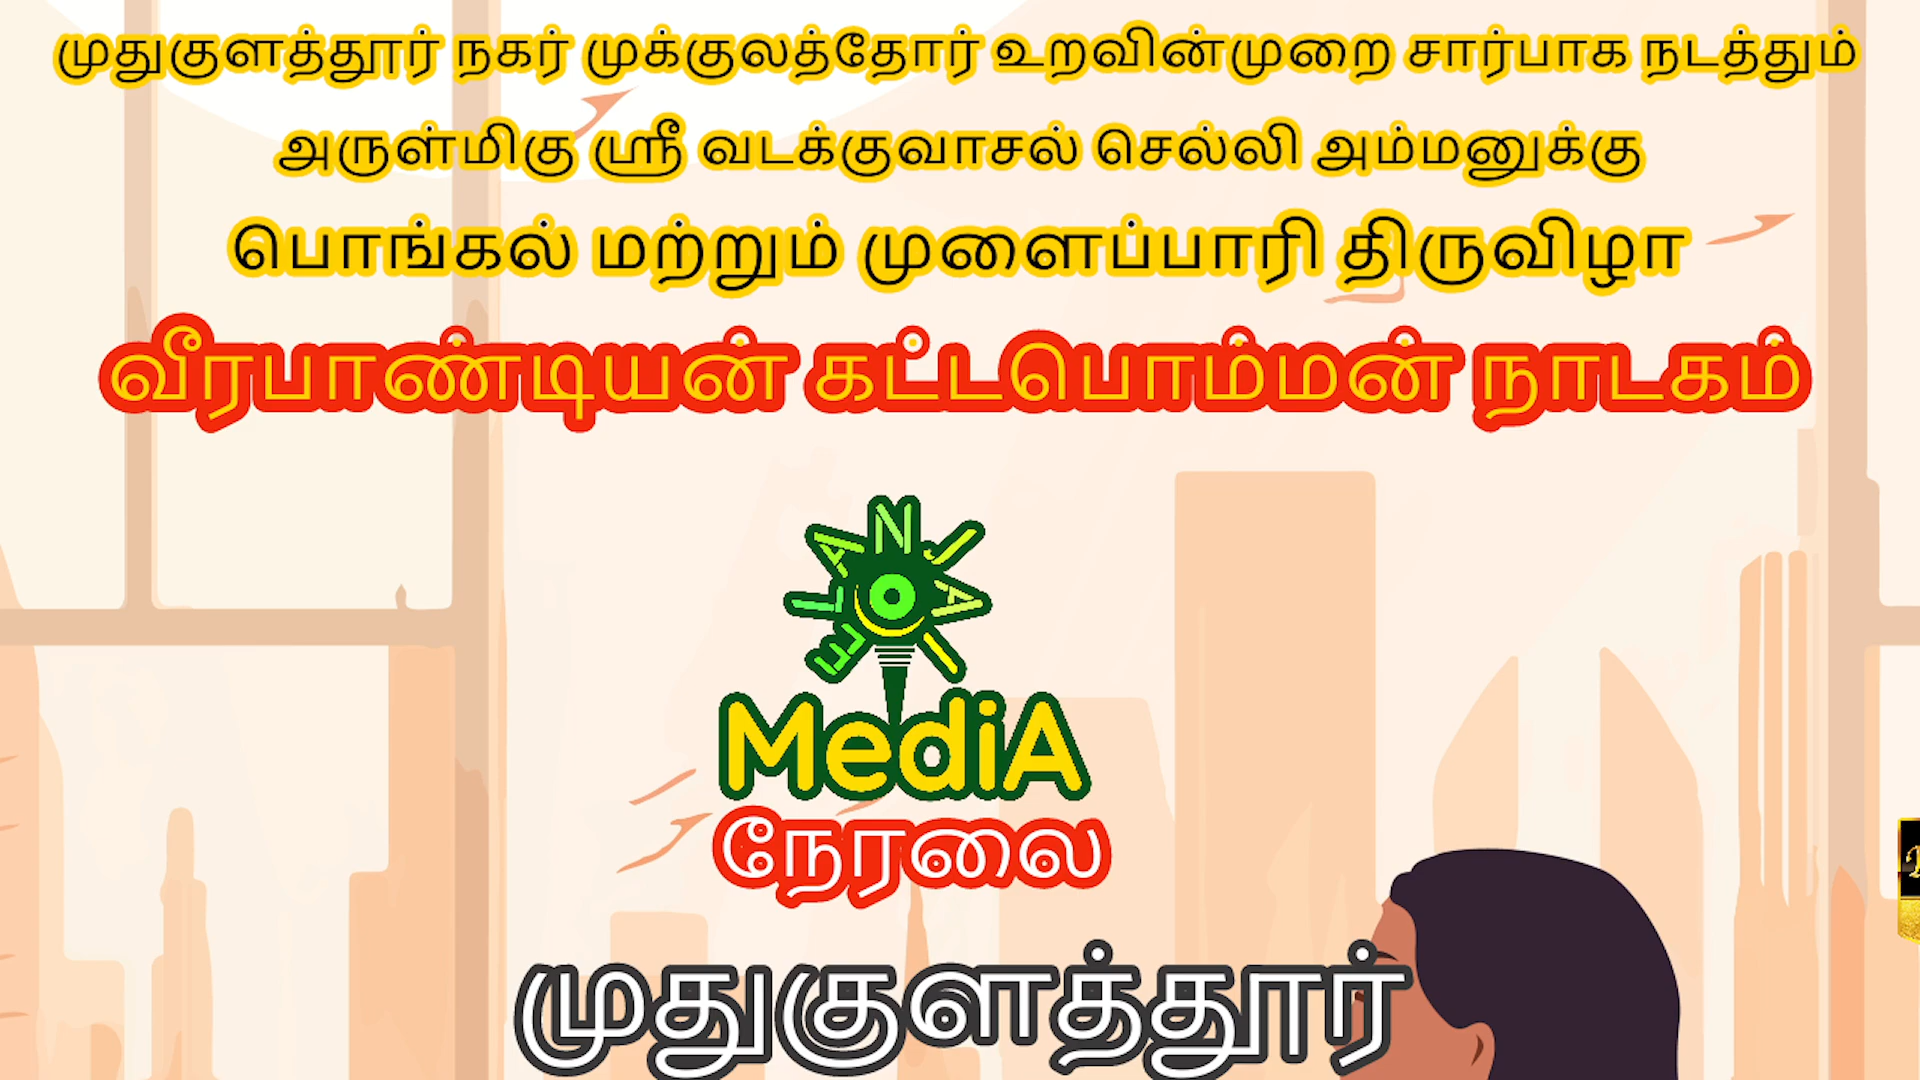 முதுகுளத்தூர் நகர் முக்குலத்தோர் உறவின்முறை சார்பாக நடத்தும்
அருள்மிகு ஸ்ரீ வடக்குவாசல் செல்லி அம்மனுக்கு
பொங்கல் மற்றும் முளைப்பாரி திருவிழா
வீரபாண்டியன் கட்டபொம்மன் நாடகம்
ELANJAI
MediA
நேரலை
முதுகுளத்தூர்